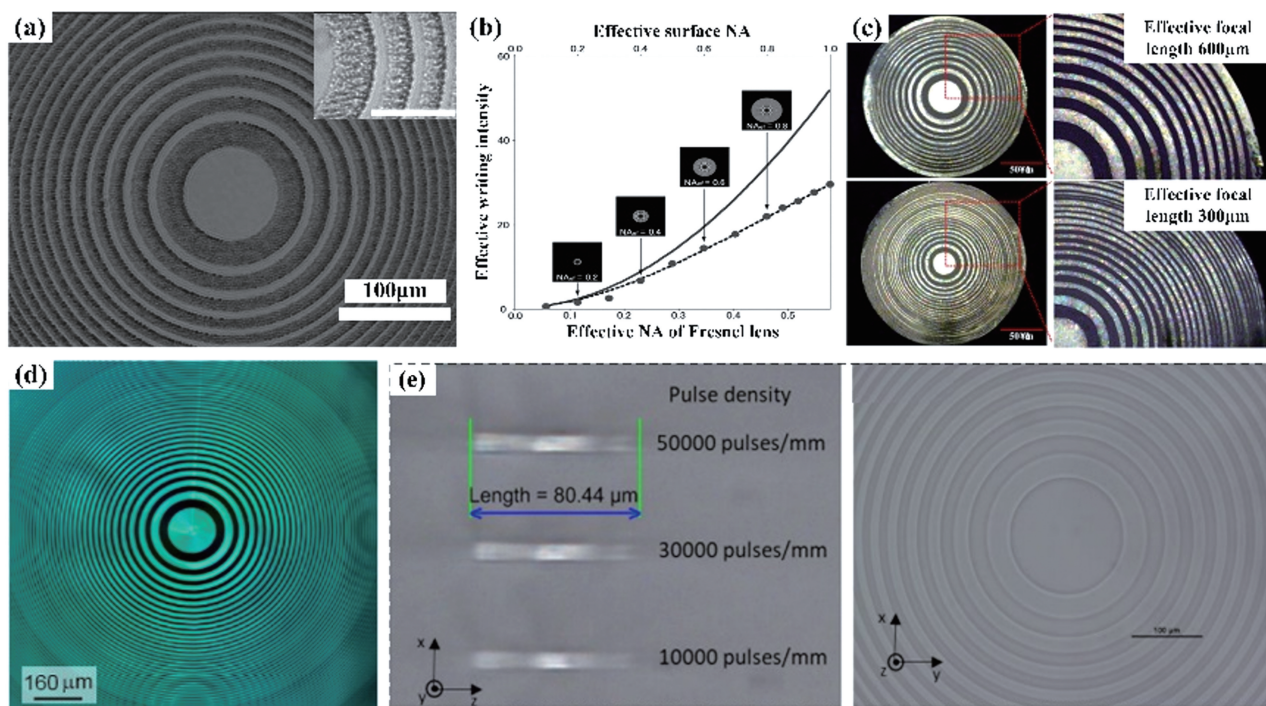 (a)
100μm
(b)
Effective surface NA
0.0 0.2 0.4 0.6 0.8 1.0
Effective writing intensity
60
40
20
0
NAeff = 0.2
NAeff = 0.4
NAeff = 0.6
NAeff = 0.8
0.0 0.1 0.2 0.3 0.4 0.5
Effective NA of Fresnel lens
(c)
Effective focal
length 600μm
Effective focal
length 300μm
(d)
160 μm
(e)
Pulse density
50000 pulses/mm
Length = 80.44 μm
30000 pulses/mm
10000 pulses/mm
x
y
z
100 μm
x
z
y